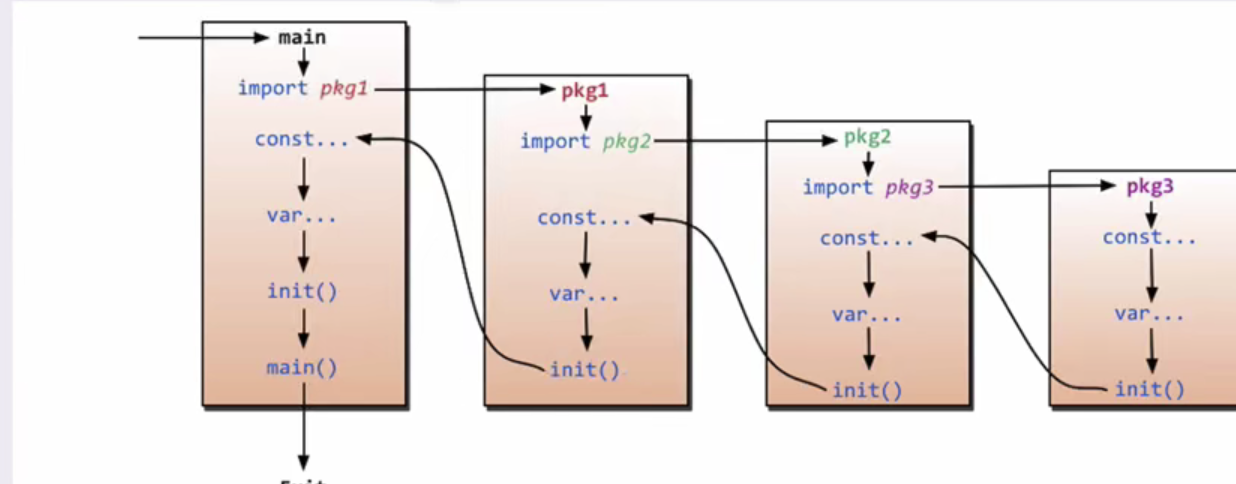 main
import pkg1
const...
var...
init()
main()
Exit
pkg1
import pkg2
const...
var...
init()
pkg2
import pkg3
const...
var...
init()
pkg3
const...
var...
init()